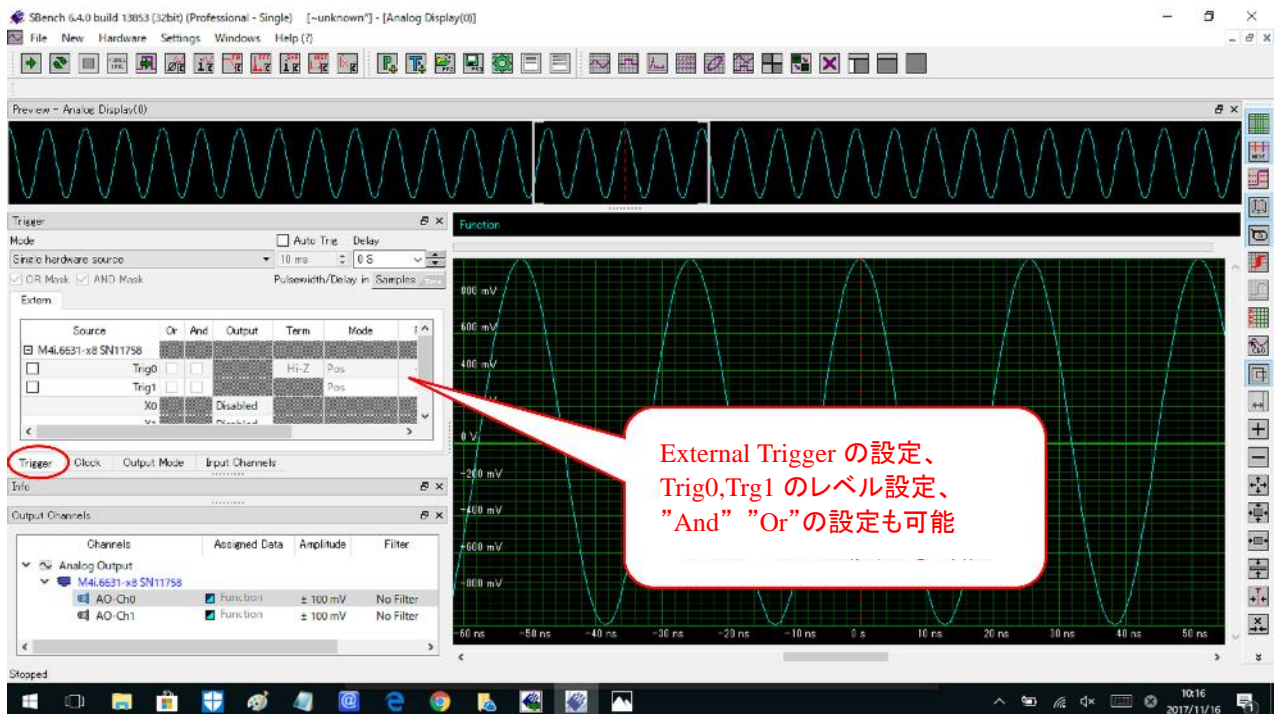 SBench 6.4.0 build 13853 (32bit) (Professional - Single) [~unknown*] - [Analog Display(0)]
File New Hardware Settings Windows Help (?)
Preview - Analog Display(0)
Trigger
Function
Mode
Auto Trig Delay
Single hardware source
10 ms
0 S
OR Mask AND Mask
Pulsewidth/Delay in Samples
Extern
Source Or And Output Term Mode
M4i.6631-x8 SN11758
Trig0 Hi-Z Pos
Trig1 Pos
X0 Disabled
Trigger Clock Output Mode Input Channels
Info
Output Channels
Channels Assigned Data Amplitude Filter
Analog Output
M4i.6631-x8 SN11758
AO-Ch0 Function ± 100 mV No Filter
AO-Ch1 Function ± 100 mV No Filter
800 mV
600 mV
400 mV
0 V
-200 mV
-400 mV
-600 mV
-800 mV
-60 ns -50 ns -40 ns -30 ns -20 ns -10 ns 0 s 10 ns 20 ns 30 ns 40 ns 50 ns
External Trigger の設定、
Trig0,Trg1 のレベル設定、
”And” ”Or”の設定も可能
Stopped
10:16
2017/11/16